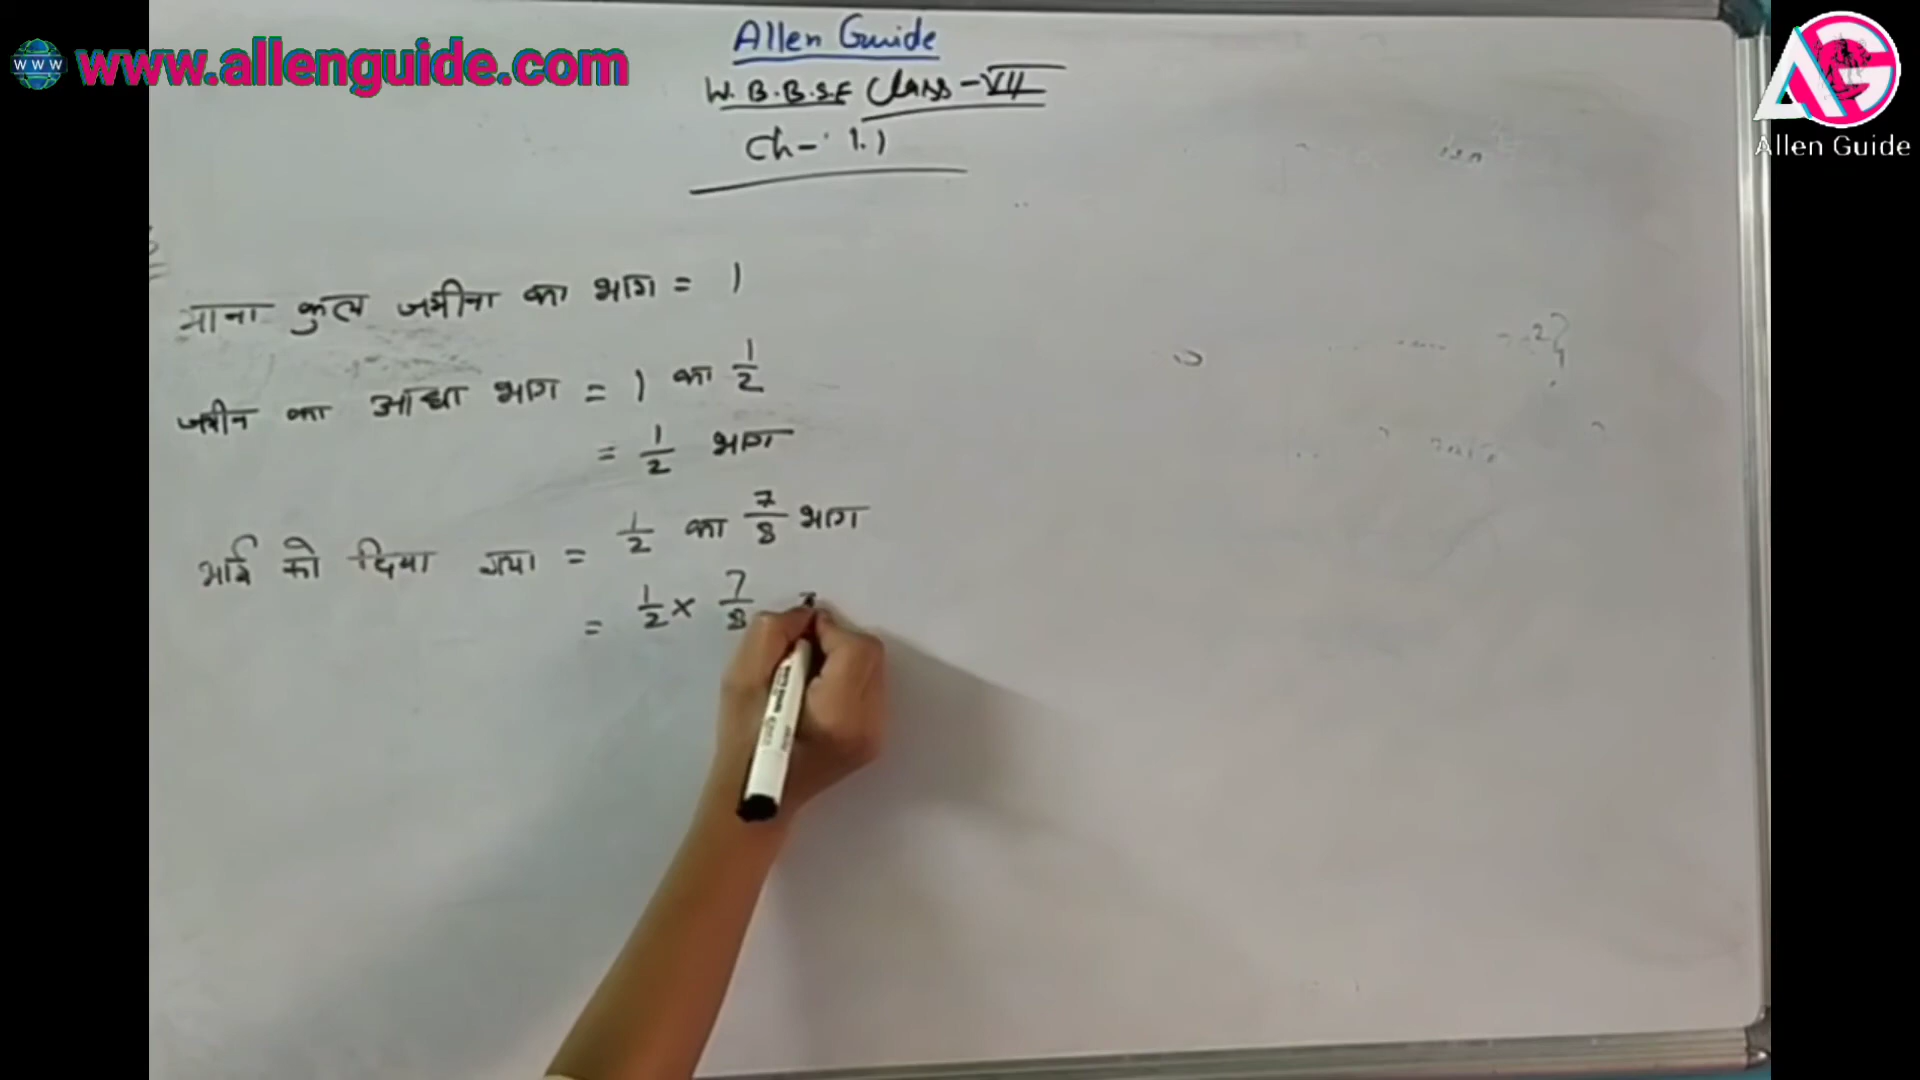 www.allenguide.com
WWW
Allen Guide
Allen Guide
W.B.B.S.E Class - VII
Ch - 1.1
माना कुल जमीना का भाग = 1
जमीन का आधा भाग = 1 का 1/2
= 1/2 भाग
भाई को दिया गया = 1/2 का 7/8 भाग
= 1/2 × 7/8